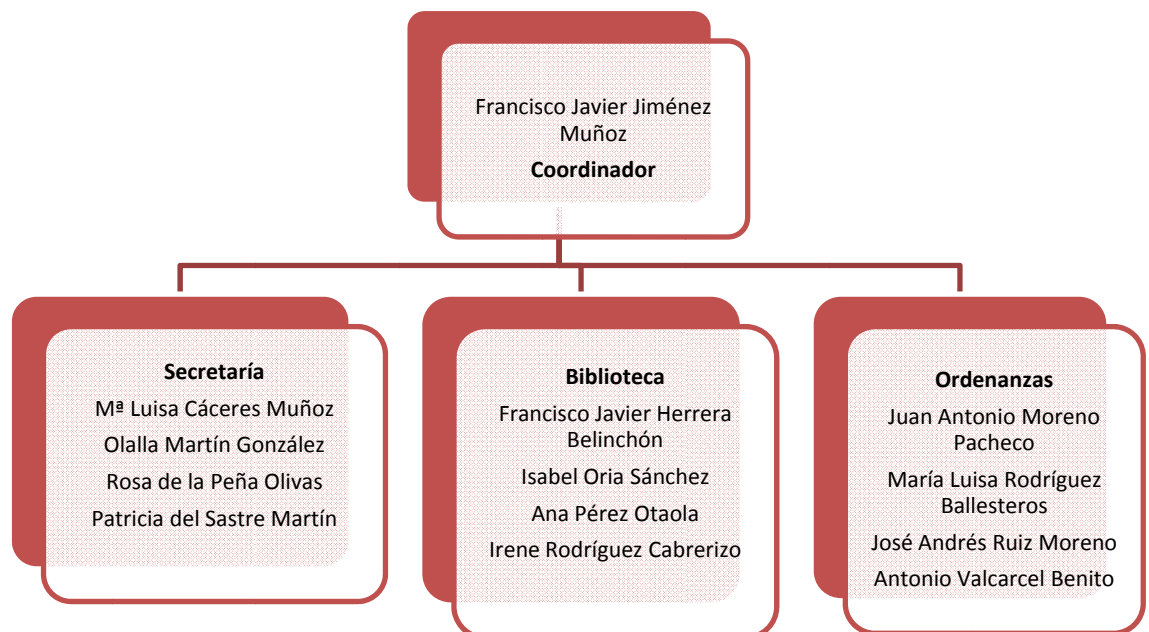 Francisco Javier Jiménez
Muñoz
Coordinador
Secretaría
Mª Luisa Cáceres Muñoz
Olalla Martín González
Rosa de la Peña Olivas
Patricia del Sastre Martín
Biblioteca
Francisco Javier Herrera
Belinchón
Isabel Oria Sánchez
Ana Pérez Otaola
Irene Rodríguez Cabrerizo
Ordenanzas
Juan Antonio Moreno
Pacheco
María Luisa Rodríguez
Ballesteros
José Andrés Ruiz Moreno
Antonio Valcarcel Benito